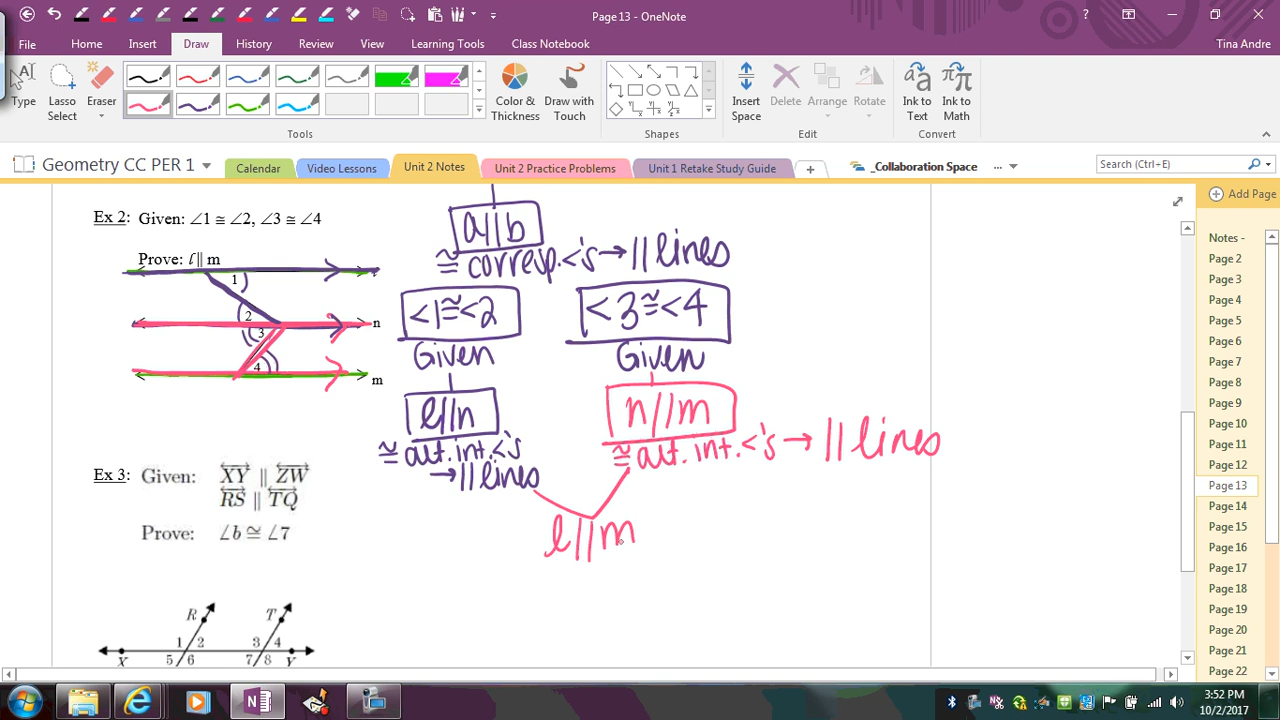 Page 13 - OneNote
?
File
Home
Insert
Draw
History
Review
View
Learning Tools
Class Notebook
Tina Andre
Type
Lasso Select
Eraser
Color & Thickness
Draw with Touch
Insert Space
Delete
Arrange
Rotate
Ink to Text
Ink to Math
Tools
Shapes
Edit
Convert
Geometry CC PER 1
Calendar
Video Lessons
Unit 2 Notes
Unit 2 Practice Problems
Unit 1 Retake Study Guide
_Collaboration Space
Search (Ctrl+E)
Add Page
Notes -
Page 2
Page 3
Page 4
Page 5
Page 6
Page 7
Page 8
Page 9
Page 10
Page 11
Page 12
Page 13
Page 14
Page 15
Page 16
Page 17
Page 18
Page 19
Page 20
Page 21
Page 22
Ex 2: Given: ∠1 ≅ ∠2, ∠3 ≅ ∠4
Prove: ℓ || m
1
2
n
3
4
m
a||b
≅ corresp. <'s → || lines
<1≅<2
<3≅<4
Given
Given
l||n
n||m
≅ alt. int. <'s
→ || lines
≅ alt. int. <'s → || lines
l||m
Ex 3: Given: XY || ZW
RS || TQ
Prove: ∠b ≅ ∠7
R
T
1 2
3 4
X
5 6
7 8
Y
3:52 PM
10/2/2017